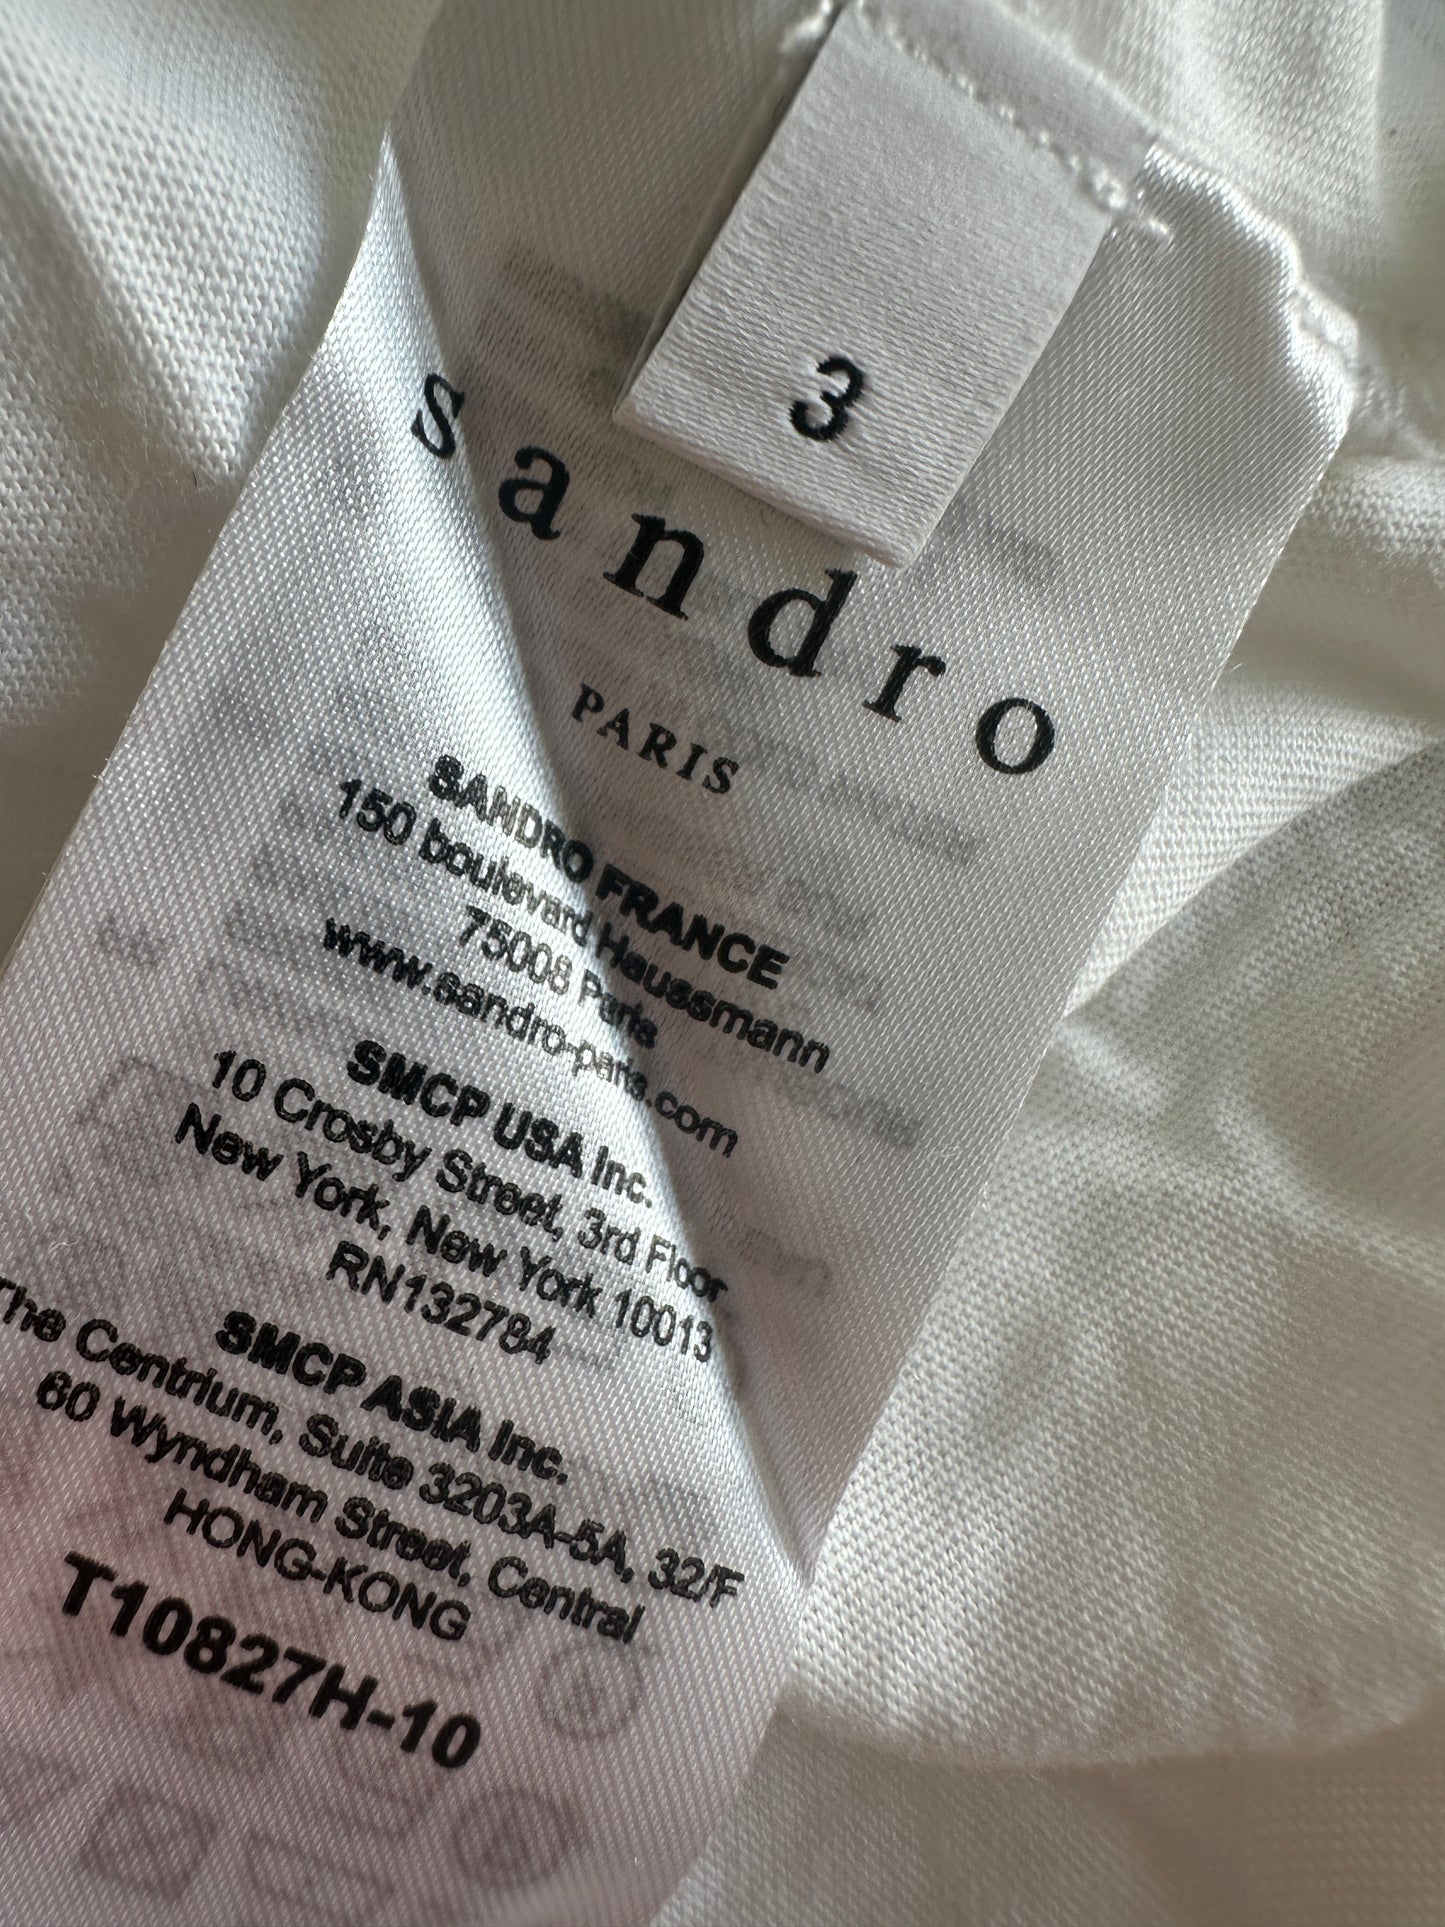 3
sandro
PARIS
SANDRO FRANCE
150 boulevard Haussmann
75008 Paris
www.sandro-paris.com
SMCP USA Inc.
10 Crosby Street, 3rd Floor
New York, New York 10013
RN132784
SMCP ASIA Inc.
The Centrium, Suite 3203A-5A, 32/F
60 Wyndham Street, Central
HONG-KONG
T10827H-10